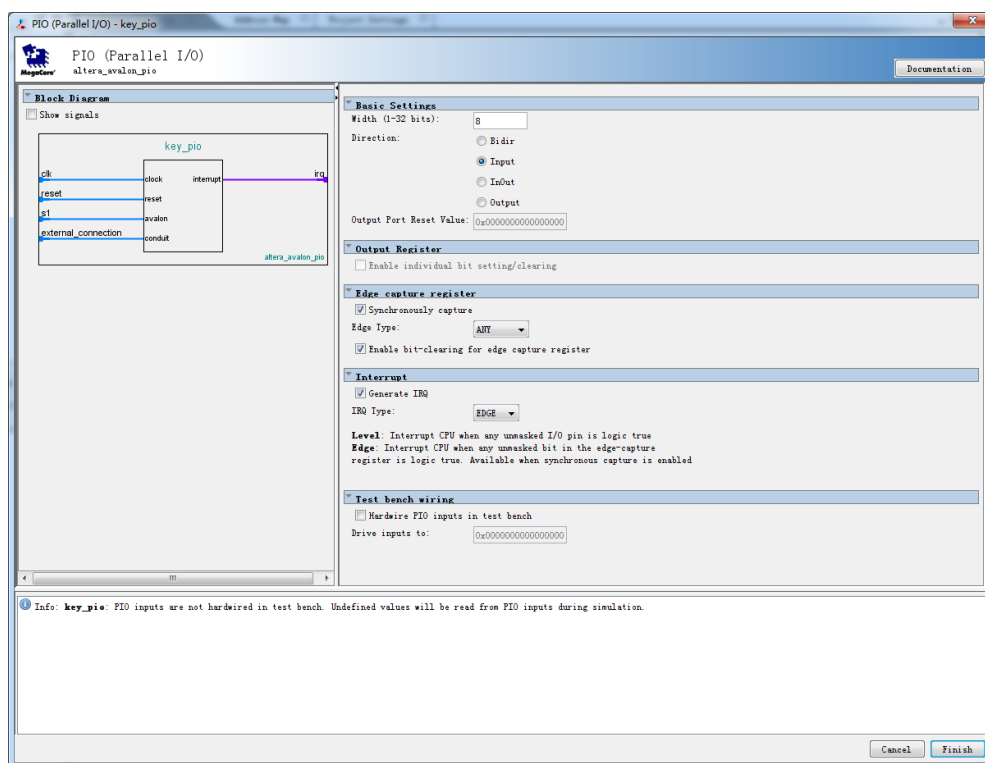 PIO (Parallel I/O) - key_pio
PIO (Parallel I/O)
MegaCore'
altera_avalon_pio
Documentation
Block Diagram
Show signals
key_pio
clk
clock
interrupt
irq
reset
reset
s1
avalon
external_connection
conduit
altera_avalon_pio
Basic Settings
Width (1-32 bits):
8
Direction:
Bidir
Input
InOut
Output
Output Port Reset Value:
0x0000000000000000
Output Register
Enable individual bit setting/clearing
Edge capture register
Synchronously capture
Edge Type:
ANY
Enable bit-clearing for edge capture register
Interrupt
Generate IRQ
IRQ Type:
EDGE
Level: Interrupt CPU when any unmasked I/O pin is logic true
Edge: Interrupt CPU when any unmasked bit in the edge-capture
register is logic true. Available when synchronous capture is enabled
Test bench wiring
Hardwire PIO inputs in test bench
Drive inputs to:
0x0000000000000000
Info: key_pio: PIO inputs are not hardwired in test bench. Undefined values will be read from PIO inputs during simulation.
Cancel
Finish